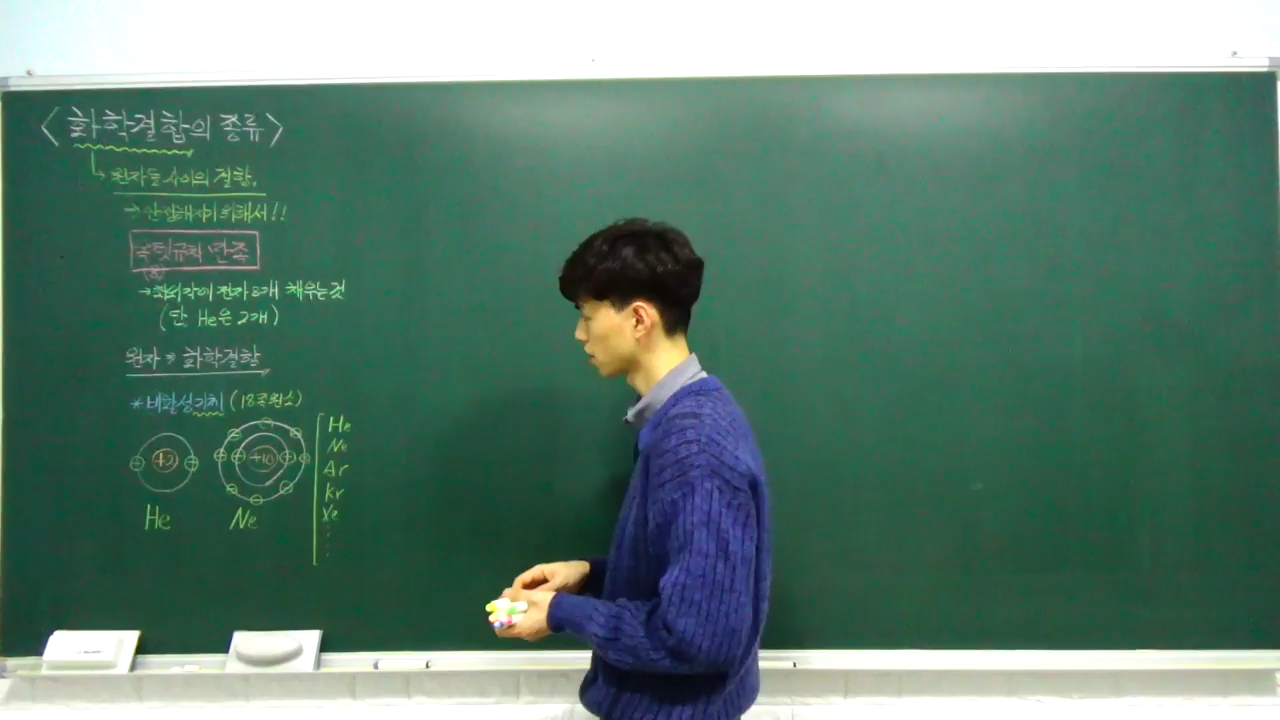 <화학결합의 종류>
↳ 원자들 사이의 결합.
→ 안정해지기 위해서!!
옥텟규칙 만족
(8)
→ 최외각에 전자 8개 채우는 것
(단, He은 2개)
원자 → 화학결합
* 비활성기체 (18족 원소)
+2
+10
He
Ne
He
Ne
Ar
Kr
Xe